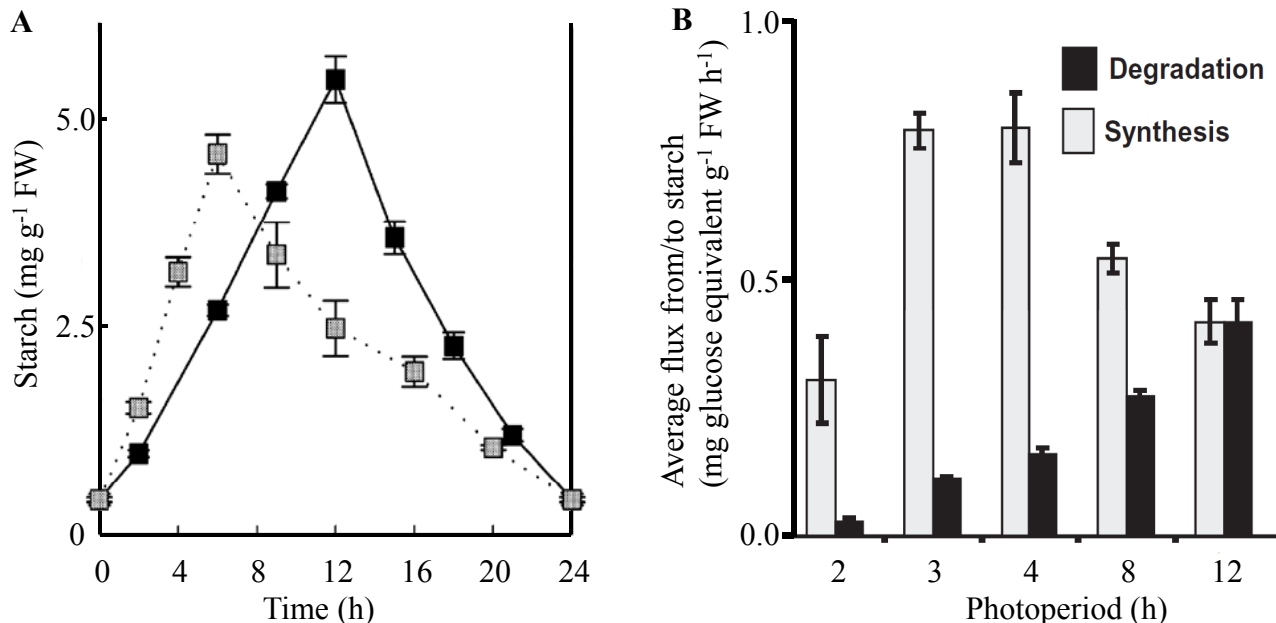 A
Starch (mg g⁻¹ FW)
5.0
2.5
0
0 4 8 12 16 20 24
Time (h)
B
Average flux from/to starch
(mg glucose equivalent g⁻¹ FW h⁻¹)
1.0
0.5
0.0
Degradation
Synthesis
2 3 4 8 12
Photoperiod (h)